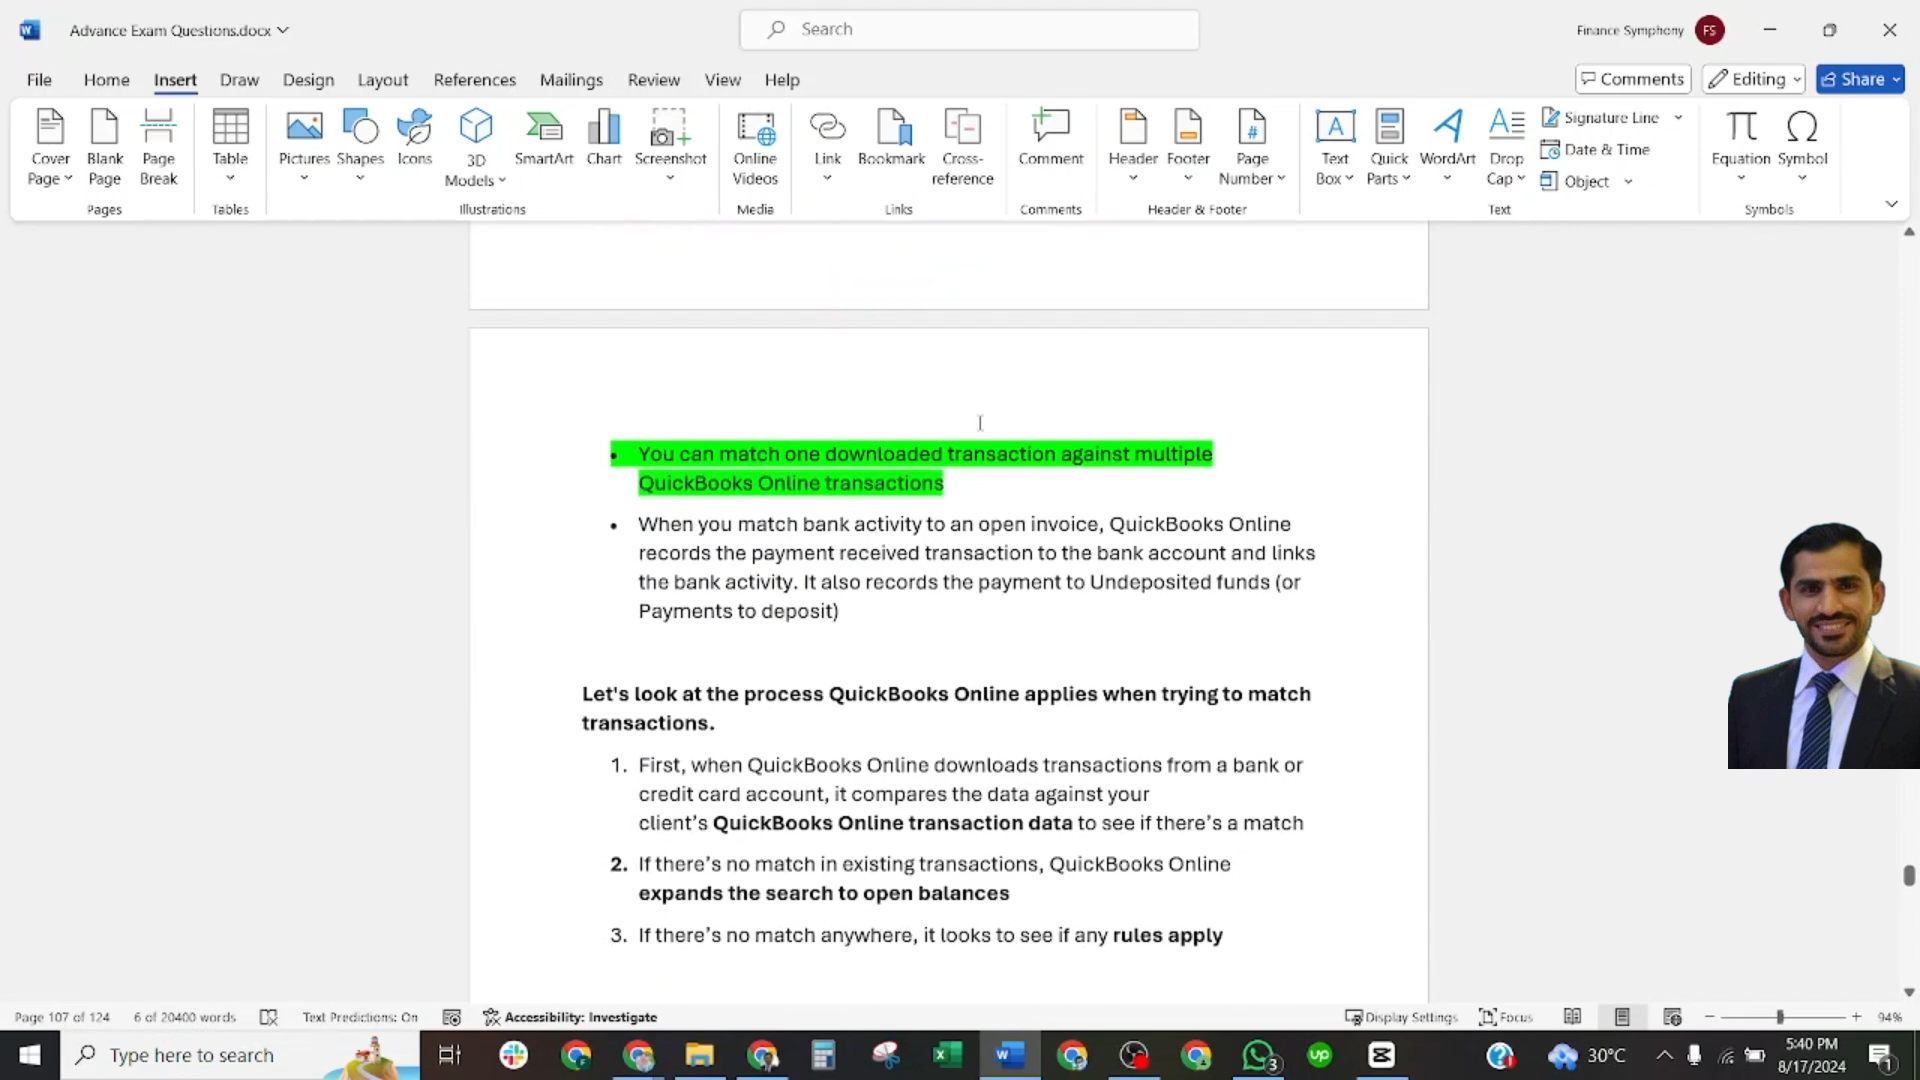 Advance Exam Questions.docx
Search
Finance Symphony
FS
File Home Insert Draw Design Layout References Mailings Review View Help
Comments Editing Share
Cover Page
Blank Page
Page Break
Table
Pictures
Shapes
Icons
3D Models
SmartArt
Chart
Screenshot
Online Videos
Link
Bookmark
Cross-reference
Comment
Header
Footer
Page Number
Text Box
Quick Parts
WordArt
Drop Cap
Signature Line
Date & Time
Object
Equation
Symbol
Pages Tables Illustrations Media Links Comments Header & Footer Text Symbols
• You can match one downloaded transaction against multiple
QuickBooks Online transactions
• When you match bank activity to an open invoice, QuickBooks Online
records the payment received transaction to the bank account and links
the bank activity. It also records the payment to Undeposited funds (or
Payments to deposit)
Let's look at the process QuickBooks Online applies when trying to match
transactions.
1. First, when QuickBooks Online downloads transactions from a bank or
credit card account, it compares the data against your
client’s QuickBooks Online transaction data to see if there’s a match
2. If there’s no match in existing transactions, QuickBooks Online
expands the search to open balances
3. If there’s no match anywhere, it looks to see if any rules apply
Page 107 of 124 6 of 20400 words Text Predictions: On Accessibility: Investigate Display Settings Focus 94%
Type here to search
up
3
30°C
5:40 PM
8/17/2024
1